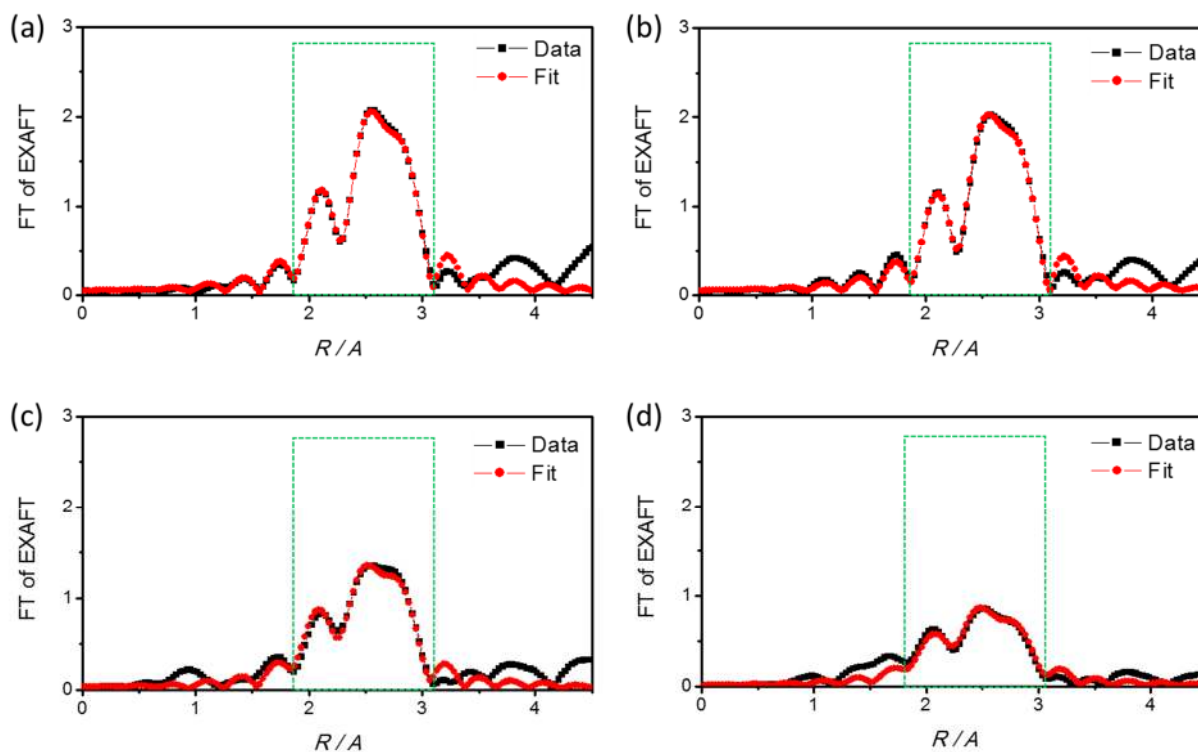 (a)
3
2
1
0
FT of EXAFT
Data
Fit
0 1 2 3 4
R / A
(b)
3
2
1
0
FT of EXAFT
Data
Fit
0 1 2 3 4
R / A
(c)
3
2
1
0
FT of EXAFT
Data
Fit
0 1 2 3 4
R / A
(d)
3
2
1
0
FT of EXAFT
Data
Fit
0 1 2 3 4
R / A